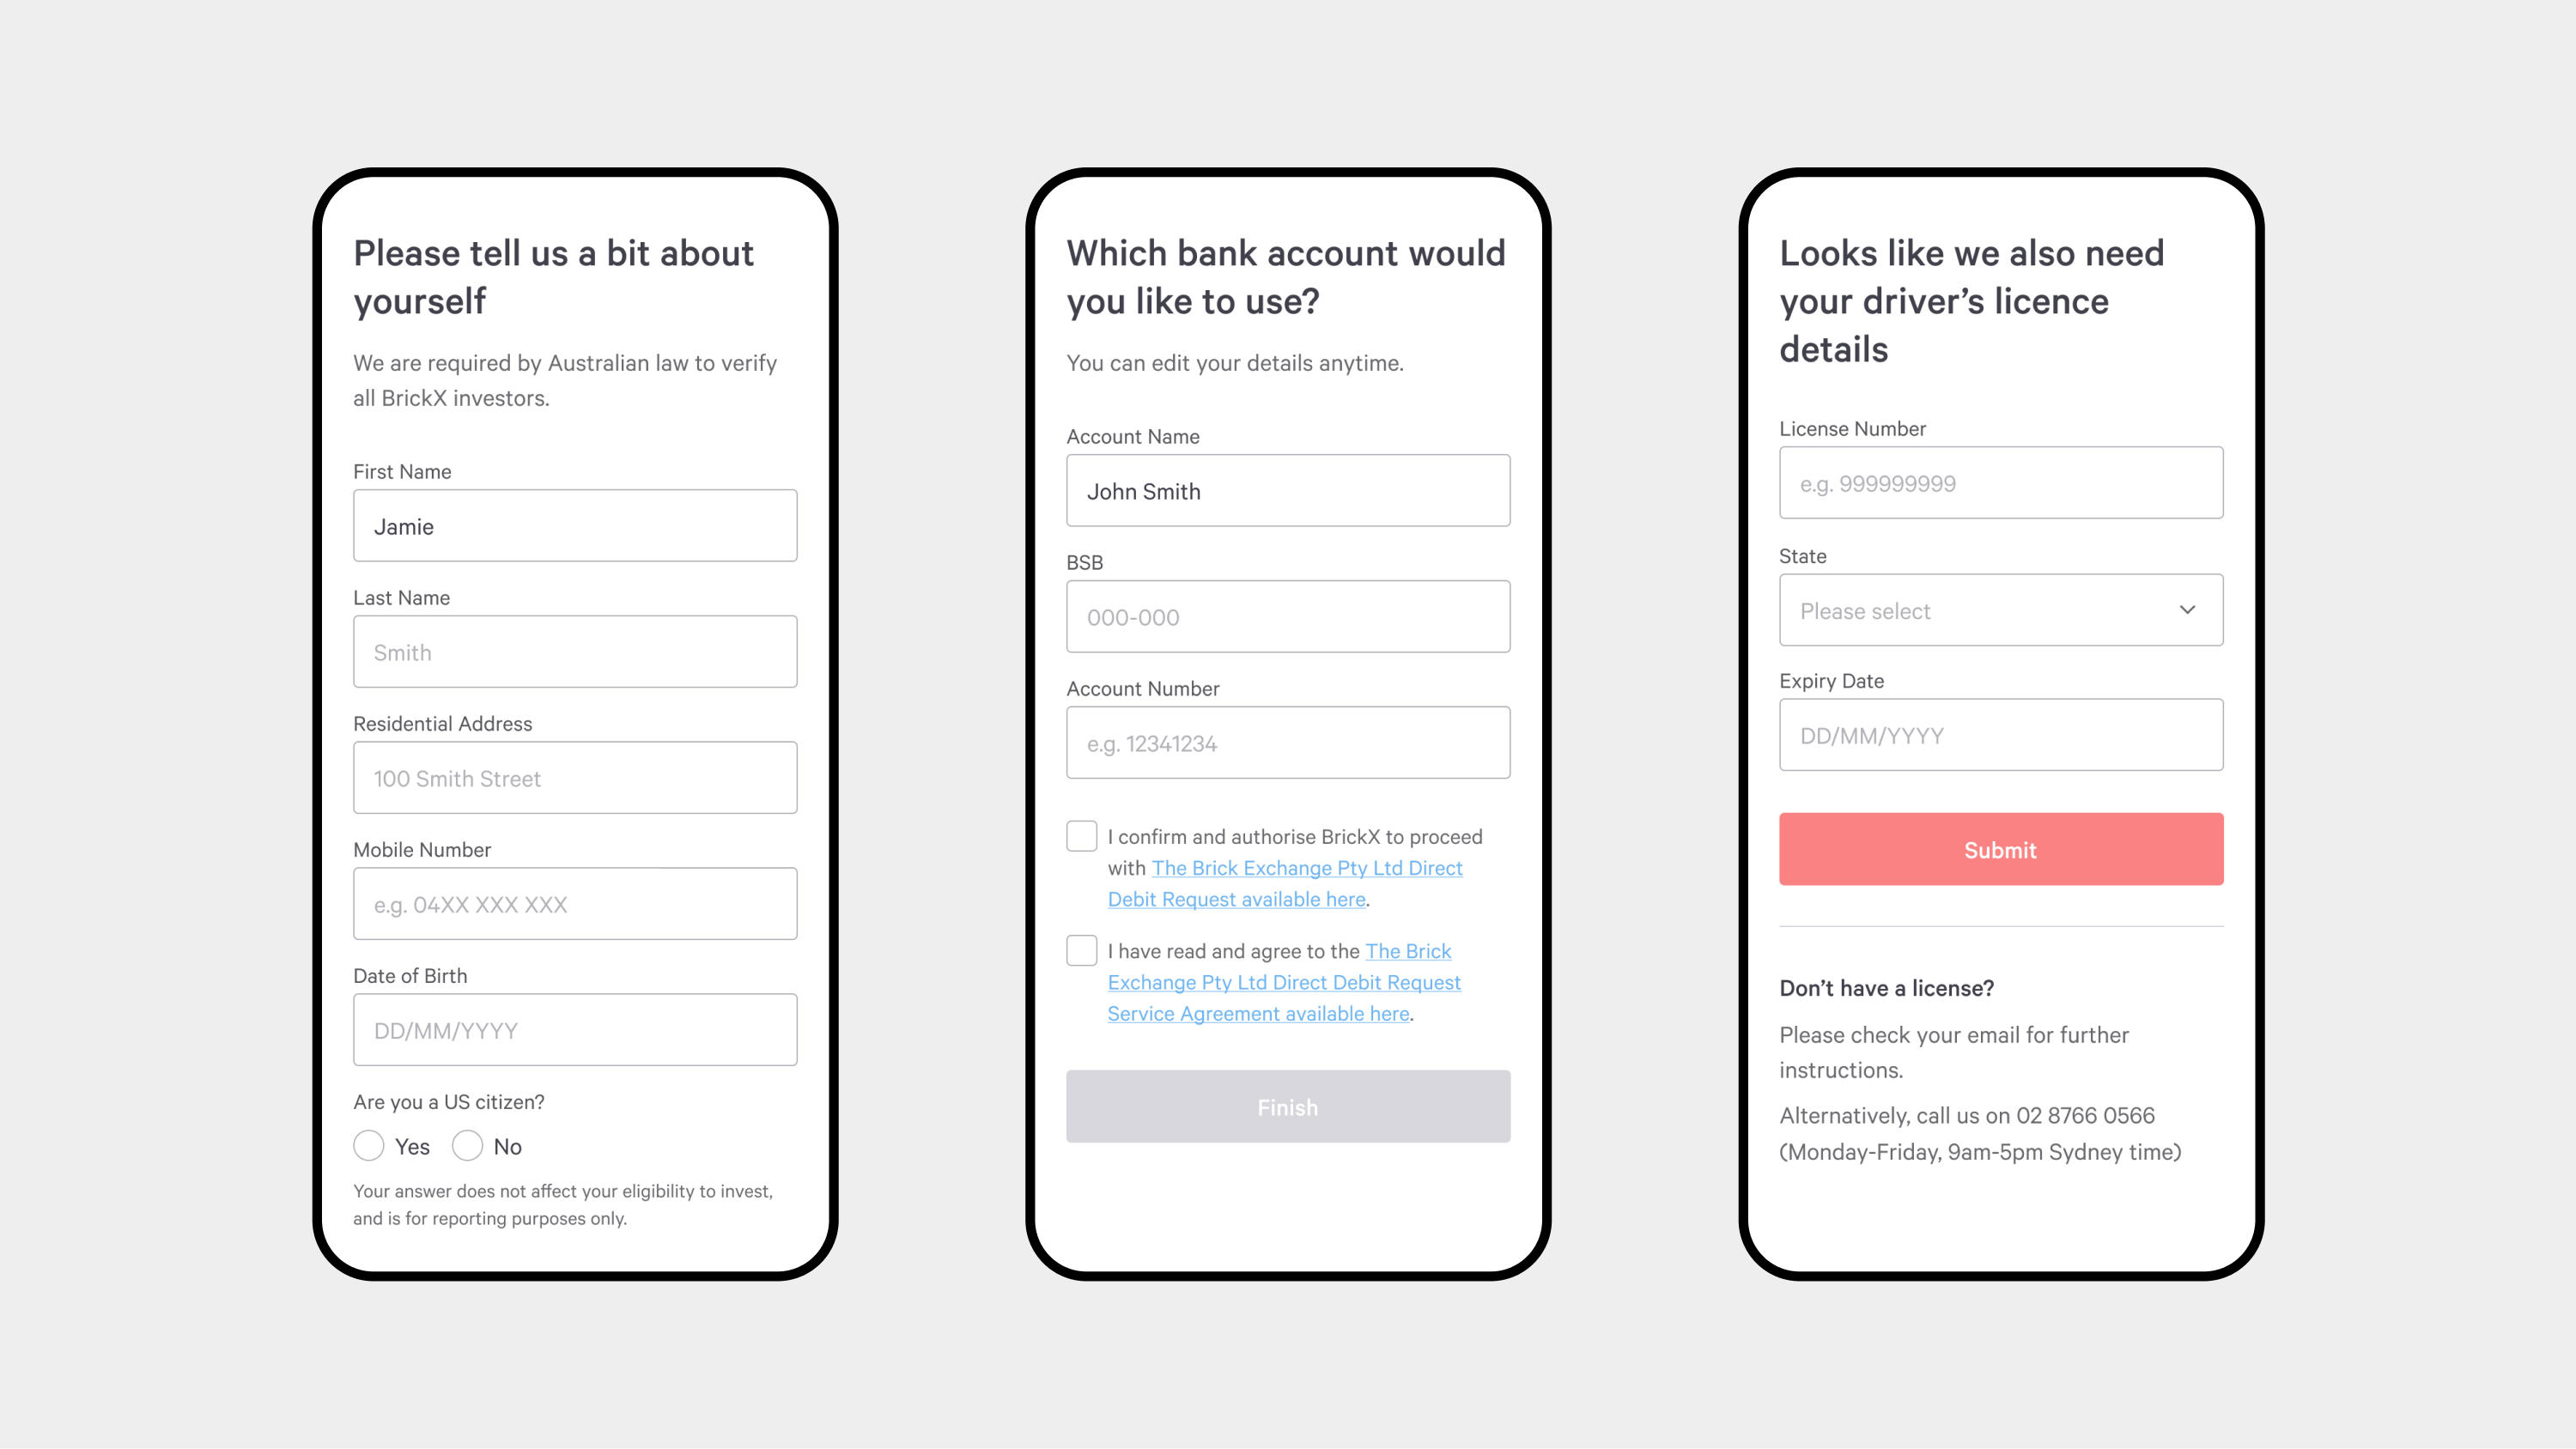 Please tell us a bit about
yourself
We are required by Australian law to verify
all BrickX investors.
First Name
Jamie
Last Name
Smith
Residential Address
100 Smith Street
Mobile Number
e.g. 04XX XXX XXX
Date of Birth
DD/MM/YYYY
Are you a US citizen?
Yes No
Your answer does not affect your eligibility to invest,
and is for reporting purposes only.
Which bank account would
you like to use?
You can edit your details anytime.
Account Name
John Smith
BSB
000-000
Account Number
e.g. 12341234
I confirm and authorise BrickX to proceed
with The Brick Exchange Pty Ltd Direct
Debit Request available here.
I have read and agree to the The Brick
Exchange Pty Ltd Direct Debit Request
Service Agreement available here.
Finish
Looks like we also need
your driver’s licence
details
License Number
e.g. 999999999
State
Please select
Expiry Date
DD/MM/YYYY
Submit
Don’t have a license?
Please check your email for further
instructions.
Alternatively, call us on 02 8766 0566
(Monday-Friday, 9am-5pm Sydney time)